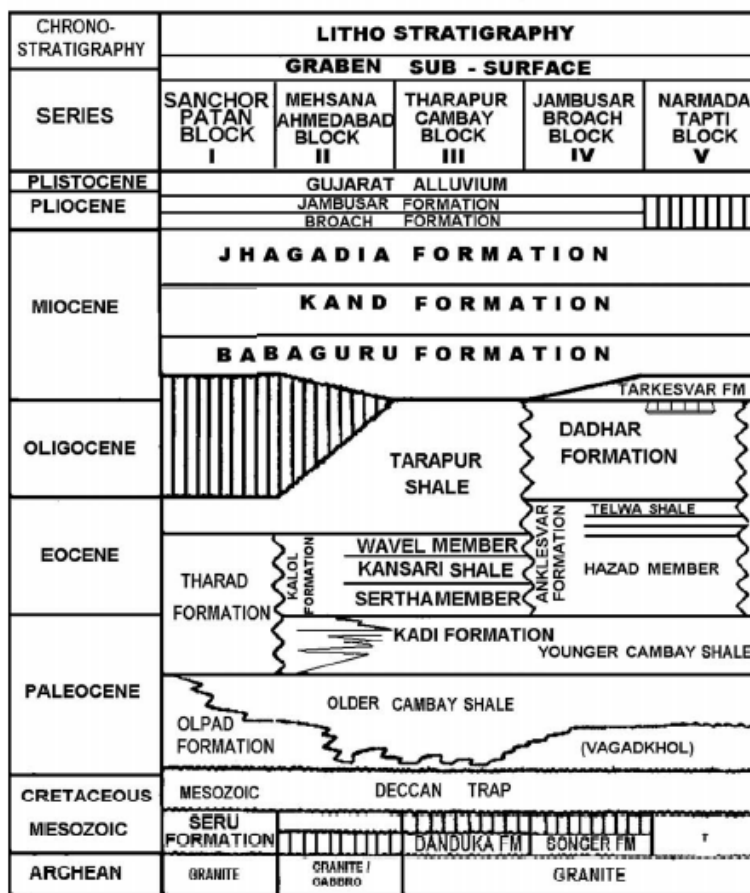 CHRONO-
STRATIGRAPHY
LITHO STRATIGRAPHY
GRABEN SUB - SURFACE
SERIES
SANCHOR
PATAN
BLOCK
I
MEHSANA
AHMEDABAD
BLOCK
II
THARAPUR
CAMBAY
BLOCK
III
JAMBUSAR
BROACH
BLOCK
IV
NARMADA
TAPTI
BLOCK
V
PLISTOCENE
GUJARAT ALLUVIUM
PLIOCENE
JAMBUSAR FORMATION
BROACH FORMATION
MIOCENE
JHAGADIA FORMATION
KAND FORMATION
BABAGURU FORMATION
TARKESVAR FM
OLIGOCENE
TARAPUR
SHALE
DADHAR
FORMATION
EOCENE
THARAD
FORMATION
KALOL
FORMATION
WAVEL MEMBER
KANSARI SHALE
SERTHAMEMBER
ANKLESVAR
FORMATION
TELWA SHALE
HAZAD MEMBER
PALEOCENE
KADI FORMATION
YOUNGER CAMBAY SHALE
OLDER CAMBAY SHALE
OLPAD
FORMATION
(VAGADKHOL)
CRETACEOUS
MESOZOIC
DECCAN TRAP
MESOZOIC
SERU
FORMATION
DANDUKA FM
BONGER FM
ARCHEAN
GRANITE
GRANITE /
GABBRO
GRANITE